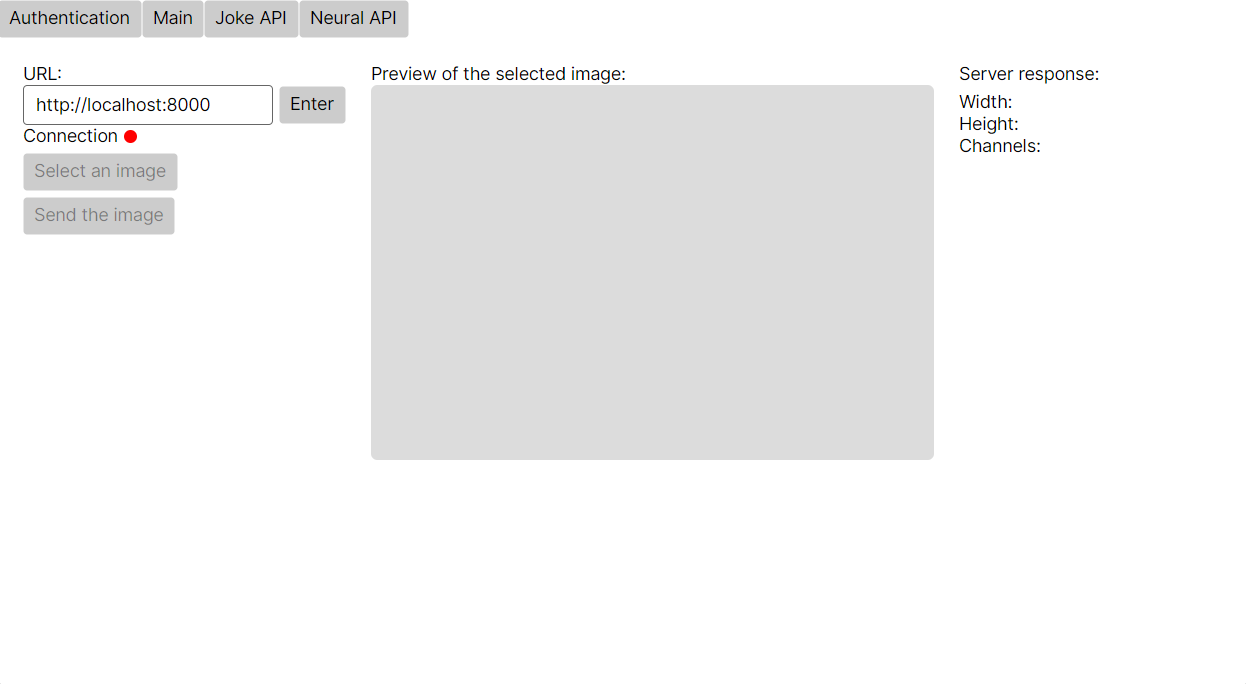 Authentication Main Joke API Neural API
URL:
http://localhost:8000 Enter
Connection
Select an image
Send the image
Preview of the selected image:
Server response:
Width:
Height:
Channels: